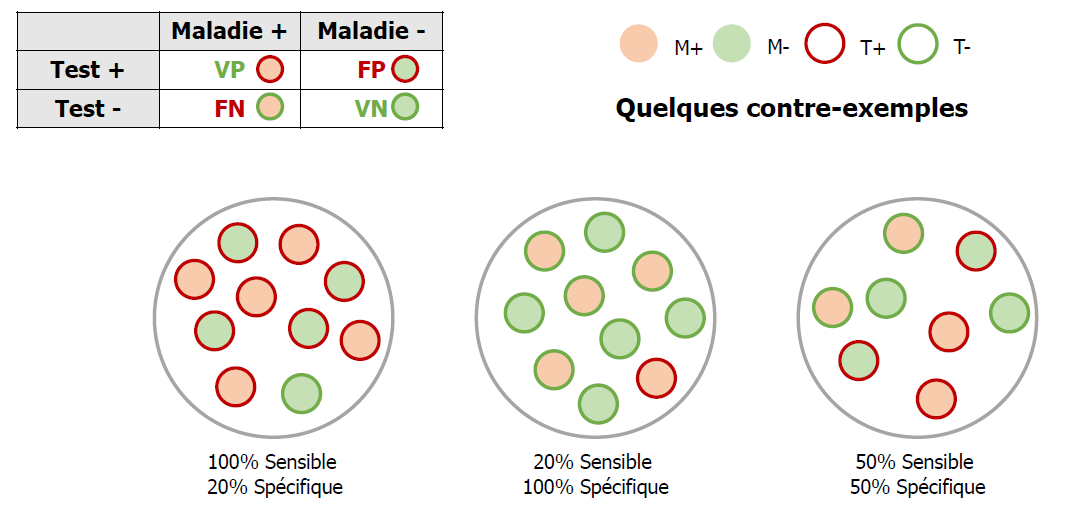 Maladie + Maladie -
Test + VP FP
Test - FN VN
M+ M- T+ T-
Quelques contre-exemples
100% Sensible
20% Spécifique
20% Sensible
100% Spécifique
50% Sensible
50% Spécifique